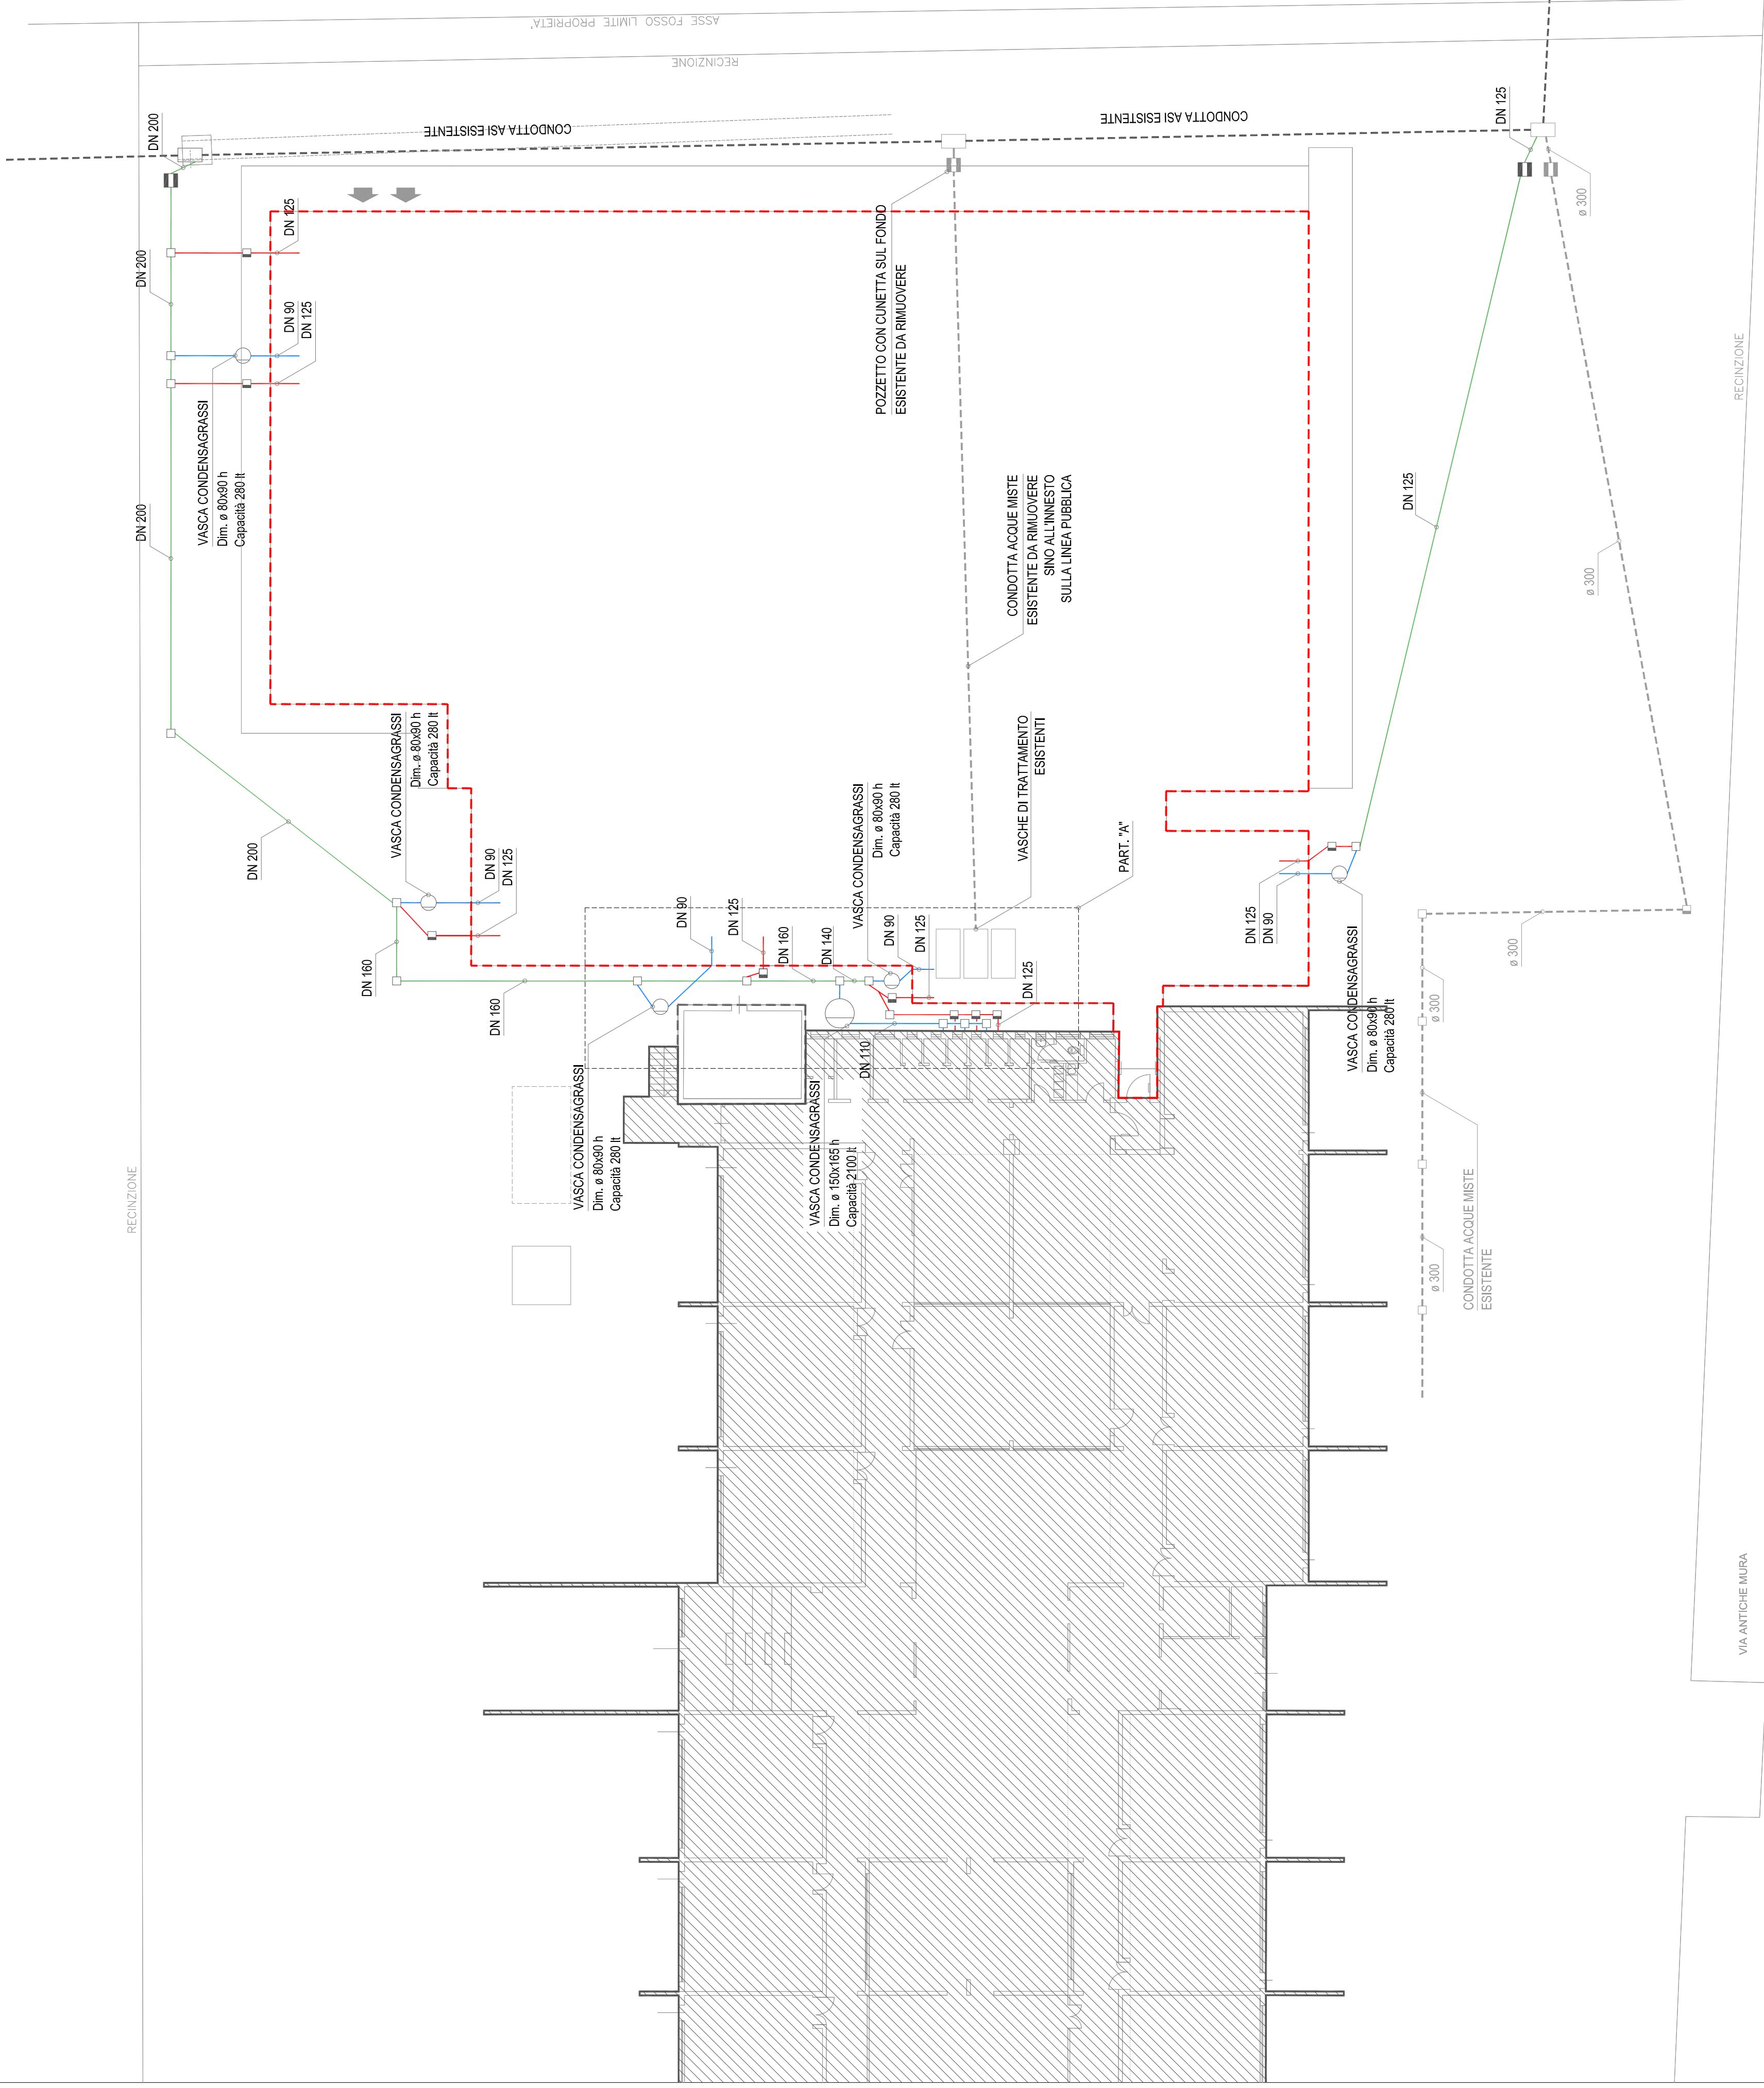 ASSE FOSSO LIMITE PROPRIETA'
RECINZIONE
CONDOTTA ASI ESISTENTE
CONDOTTA ASI ESISTENTE
DN 200
DN 125
ø 300
DN 125
DN 200
DN 90
DN 125
POZZETTO CON CUNETTA SUL FONDO
ESISTENTE DA RIMUOVERE
RECINZIONE
VASCA CONDENSAGRASSI
Dim. ø 80x90 h
Capacità 280 lt
DN 200
CONDOTTA ACQUE MISTE
ESISTENTE DA RIMUOVERE
SINO ALL'INNESTO
SULLA LINEA PUBBLICA
DN 125
ø 300
VASCA CONDENSAGRASSI
Dim. ø 80x90 h
Capacità 280 lt
DN 200
DN 90
DN 125
VASCA CONDENSAGRASSI
Dim. ø 80x90 h
Capacità 280 lt
VASCHE DI TRATTAMENTO
ESISTENTI
PART. "A"
DN 160
DN 160
DN 90
DN 125
DN 160
DN 140
DN 90
DN 125
DN 125
DN 125
DN 90
ø 300
ø 300
VASCA CONDENSAGRASSI
Dim. ø 80x90 h
Capacità 280 lt
DN 110
VASCA CONDENSAGRASSI
Dim. ø 150x165 h
Capacità 2100 lt
VASCA CONDENSAGRASSI
Dim. ø 80x90 h
Capacità 280 lt
RECINZIONE
ø 300
CONDOTTA ACQUE MISTE
ESISTENTE
VIA ANTICHE MURA